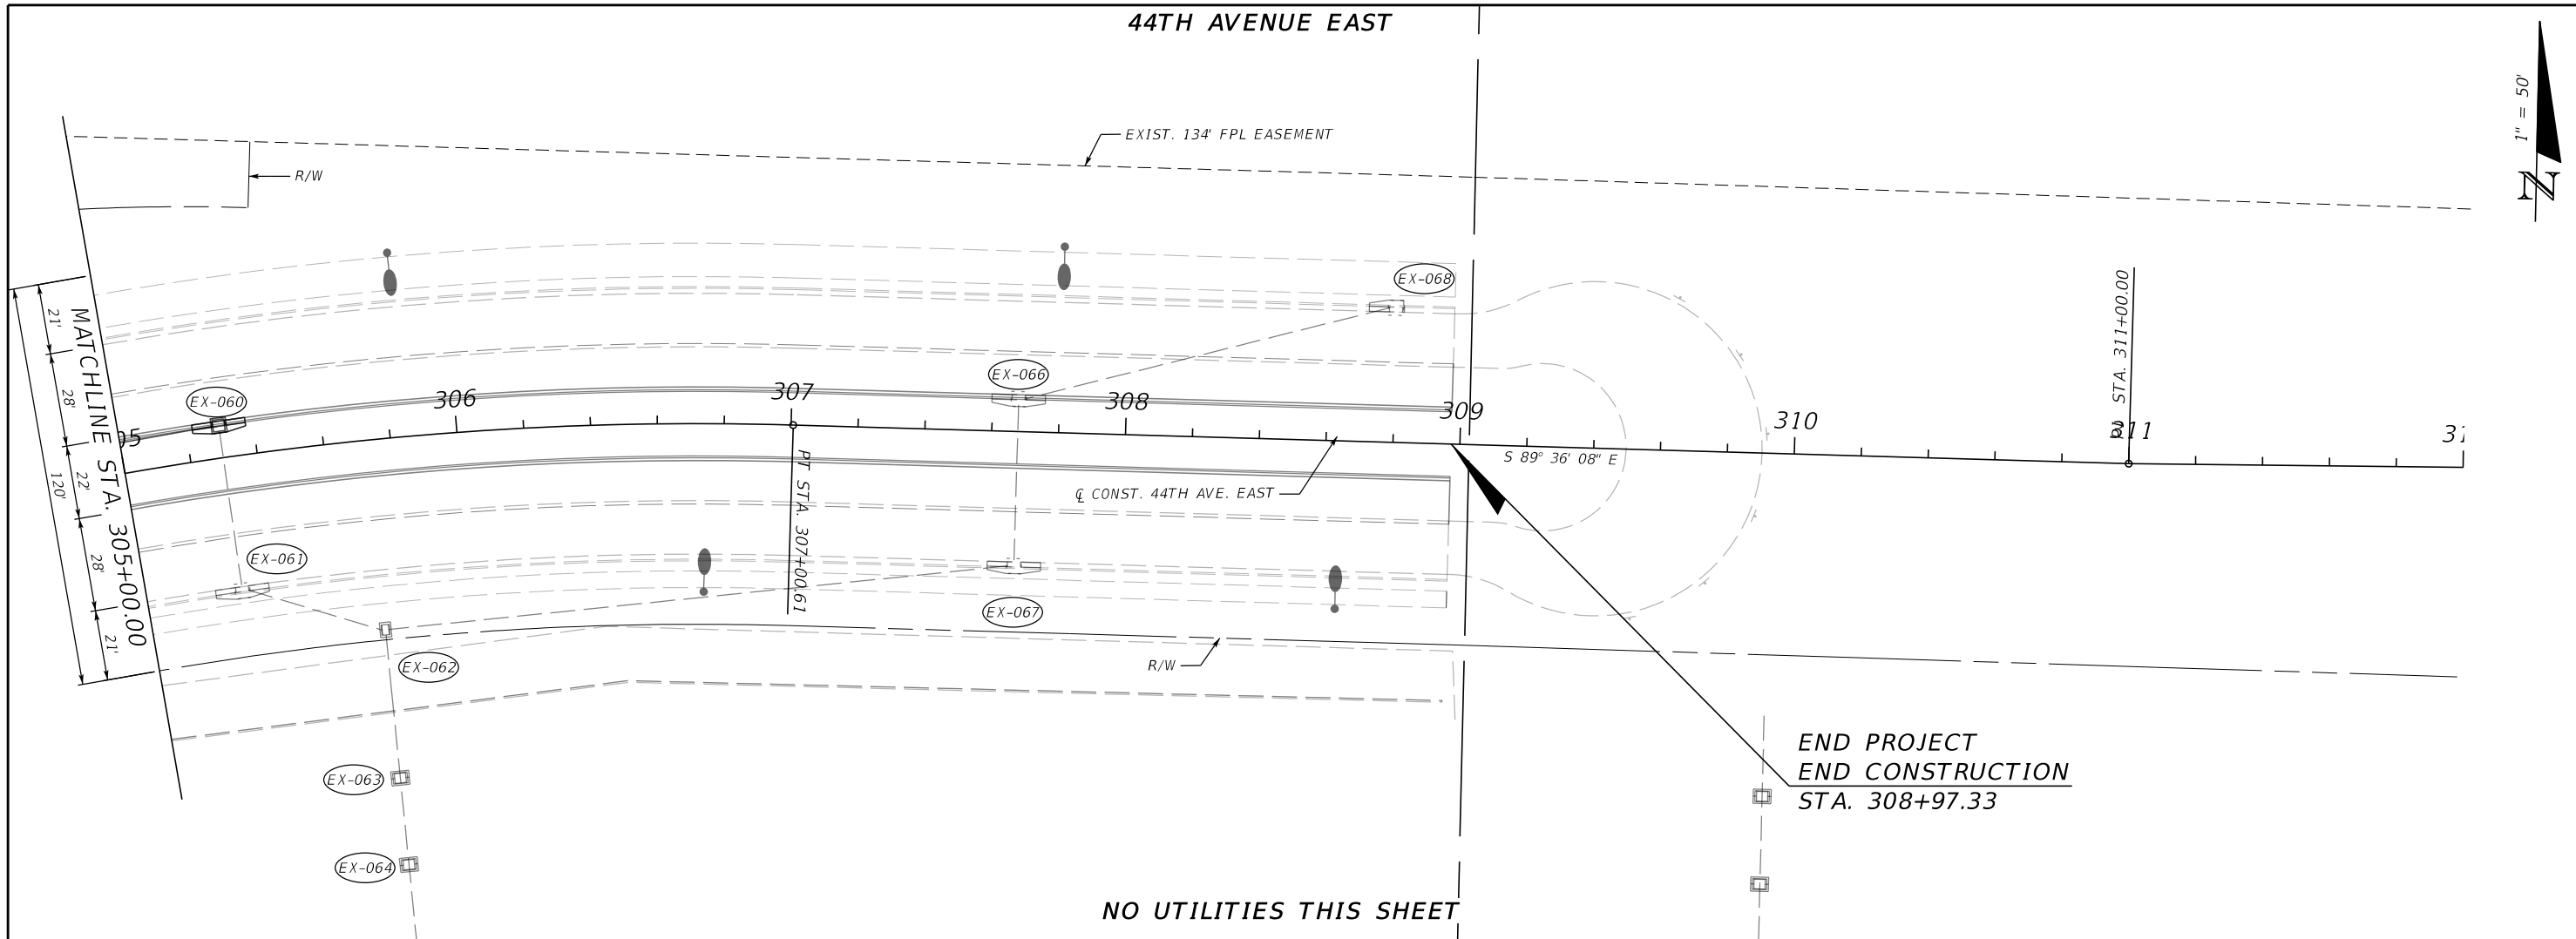 44TH AVENUE EAST
1" = 50'
N
EXIST. 134' FPL EASEMENT
R/W
EX-068
STA. 311+00.00
MATCHLINE STA. 305+00.00
21'
28'
22'
28'
21'
120'
EX-060
EX-066
306
307
308
309
310
311
S 89° 36' 08" E
℄ CONST. 44TH AVE. EAST
PT STA. 307+00.61
EX-061
EX-067
EX-062
R/W
END PROJECT
END CONSTRUCTION
STA. 308+97.33
EX-063
EX-064
NO UTILITIES THIS SHEET